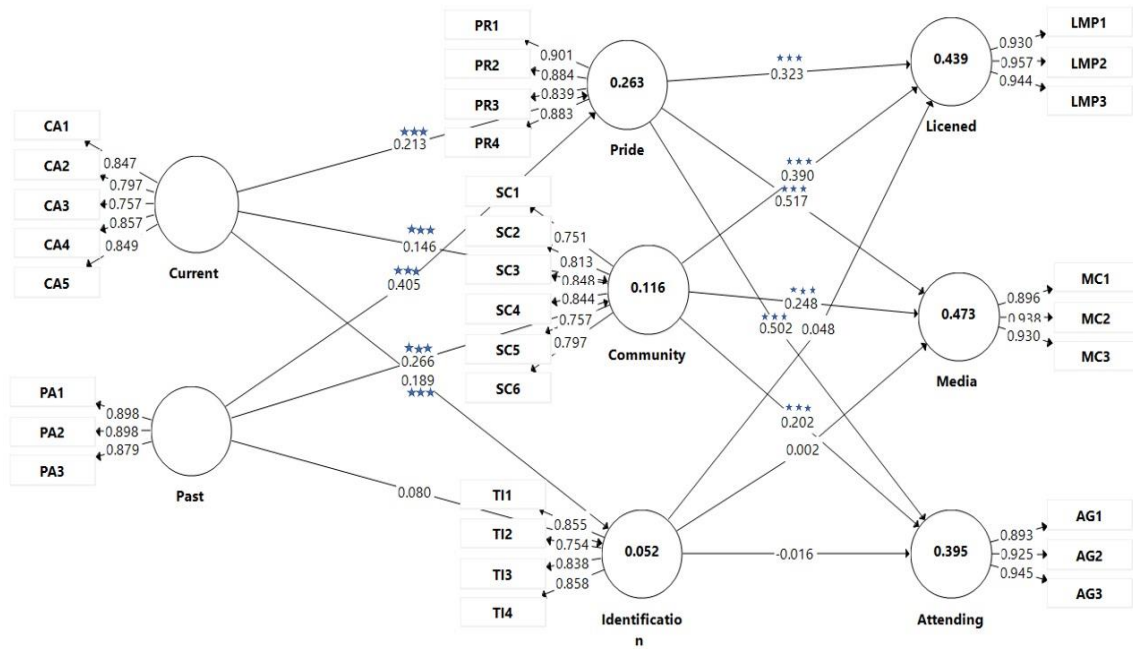 PR1
PR2
PR3
PR4
0.901
0.884
0.839
0.883
0.263
Pride
★★★
0.323
0.439
Licened
0.930
0.957
0.944
LMP1
LMP2
LMP3
CA1
CA2
CA3
CA4
CA5
0.847
0.797
0.757
0.857
0.849
Current
★★★
0.213
★★★
0.146
★★★
0.405
SC1
SC2
SC3
SC4
SC5
SC6
0.751
0.813
0.848
0.844
0.757
0.797
0.116
Community
★★★
0.390
★★★
0.517
★★★
0.248
★★★
0.502
0.048
0.473
Media
0.896
0.938
0.930
MC1
MC2
MC3
PA1
PA2
PA3
0.898
0.898
0.879
Past
★★★
0.266
0.189
★★★
0.080
★★★
0.202
0.002
TI1
TI2
TI3
TI4
0.855
0.754
0.838
0.858
0.052
Identificatio
n
-0.016
0.395
Attending
0.893
0.925
0.945
AG1
AG2
AG3